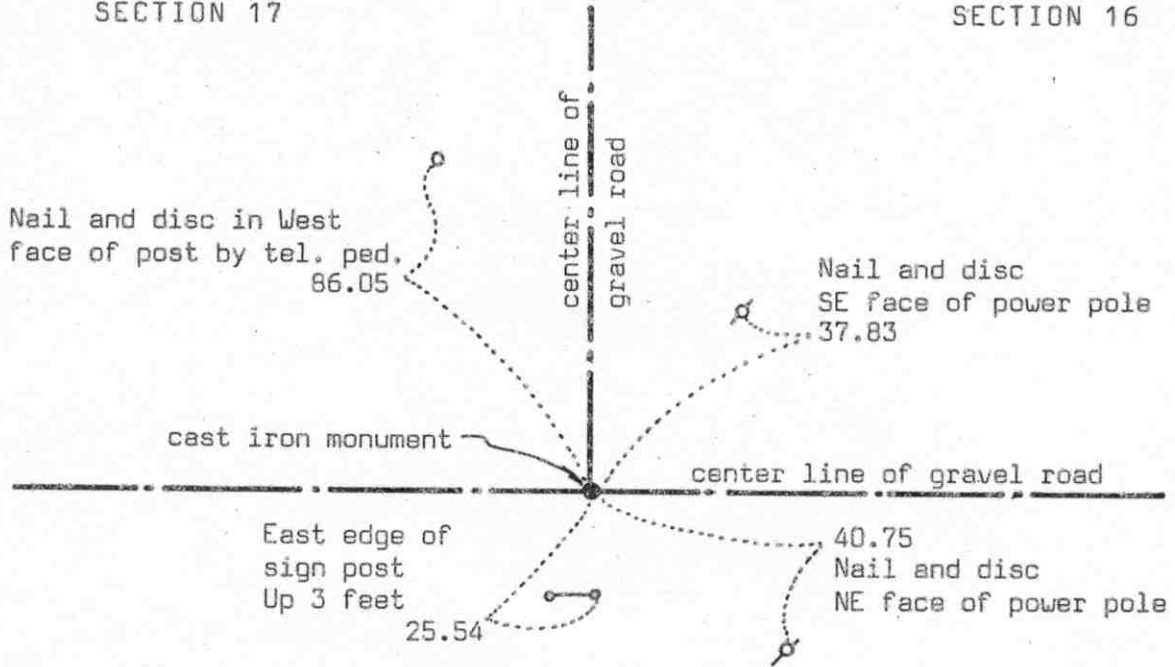 SECTION 17
SECTION 16
center line of
gravel road
Nail and disc in West
face of post by tel. ped.
86.05
Nail and disc
SE face of power pole
37.83
cast iron monument
center line of gravel road
East edge of
sign post
Up 3 feet
25.54
40.75
Nail and disc
NE face of power pole